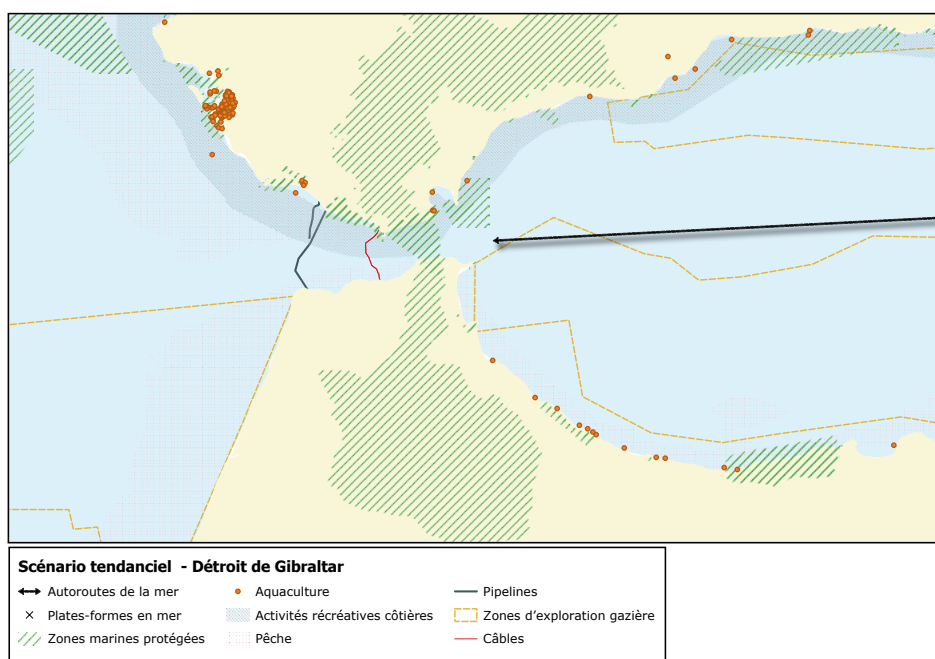 Scénario tendanciel - Détroit de Gibraltar
Autoroutes de la mer
Aquaculture
Pipelines
Plates-formes en mer
Activités récréatives côtières
Zones d'exploration gazière
Zones marines protégées
Pêche
Câbles